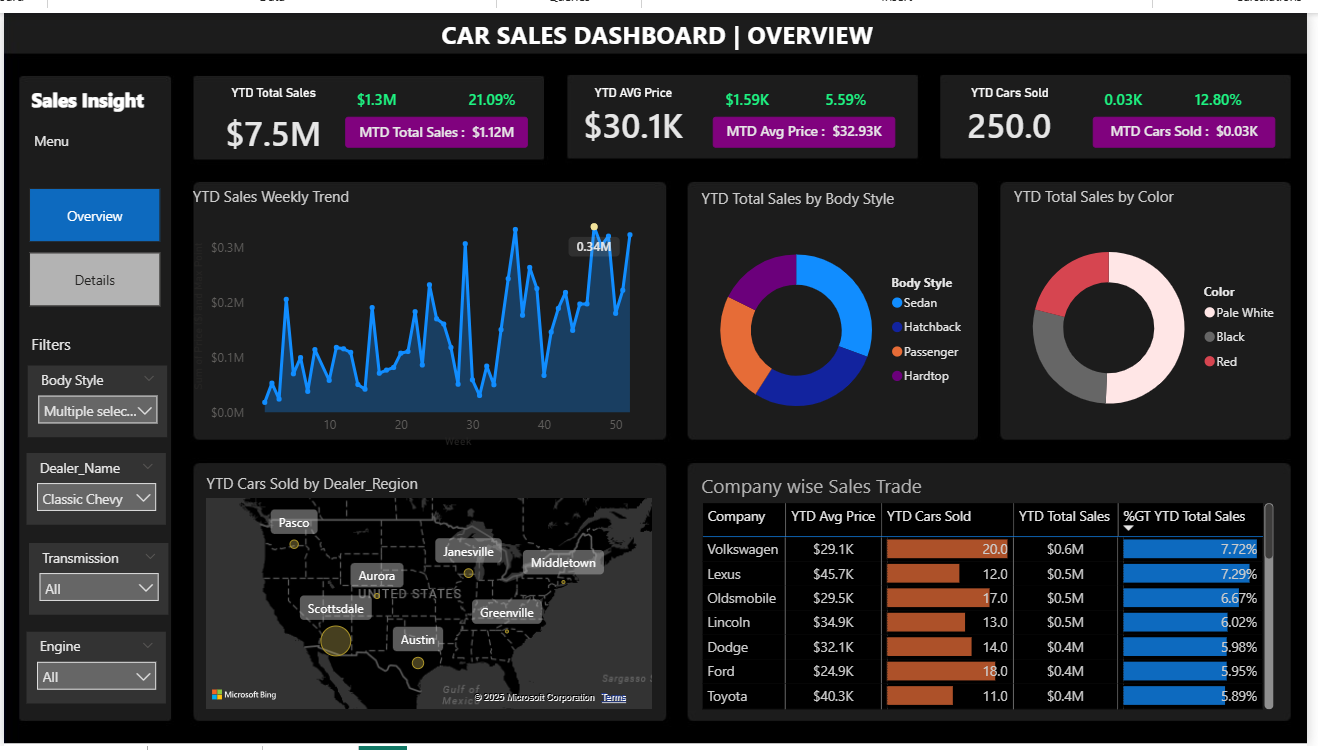 CAR SALES DASHBOARD | OVERVIEW
Sales Insight
Menu
Overview
Details
Filters
Body Style
Multiple selec...
Dealer_Name
Classic Chevy
Transmission
All
Engine
All
YTD Total Sales
$7.5M
$1.3M 21.09%
MTD Total Sales : $1.12M
YTD AVG Price
$30.1K
$1.59K 5.59%
MTD Avg Price : $32.93K
YTD Cars Sold
250.0
0.03K 12.80%
MTD Cars Sold : $0.03K
YTD Sales Weekly Trend
$0.3M
$0.2M
$0.1M
$0.0M
0.34M
10 20 30 40 50
Week
YTD Total Sales by Body Style
Body Style
Sedan
Hatchback
Passenger
Hardtop
YTD Total Sales by Color
Color
Pale White
Black
Red
YTD Cars Sold by Dealer_Region
Pasco
Janesville
Middletown
Aurora
UNITED STATES
Scottsdale
Greenville
Austin
Sargasso
Gulf of
Mexico
Microsoft Bing
© 2025 Microsoft Corporation Terms
Company wise Sales Trade
Company YTD Avg Price YTD Cars Sold YTD Total Sales %GT YTD Total Sales
Volkswagen $29.1K 20.0 $0.6M 7.72%
Lexus $45.7K 12.0 $0.5M 7.29%
Oldsmobile $29.5K 17.0 $0.5M 6.67%
Lincoln $34.9K 13.0 $0.5M 6.02%
Dodge $32.1K 14.0 $0.4M 5.98%
Ford $24.9K 18.0 $0.4M 5.95%
Toyota $40.3K 11.0 $0.4M 5.89%